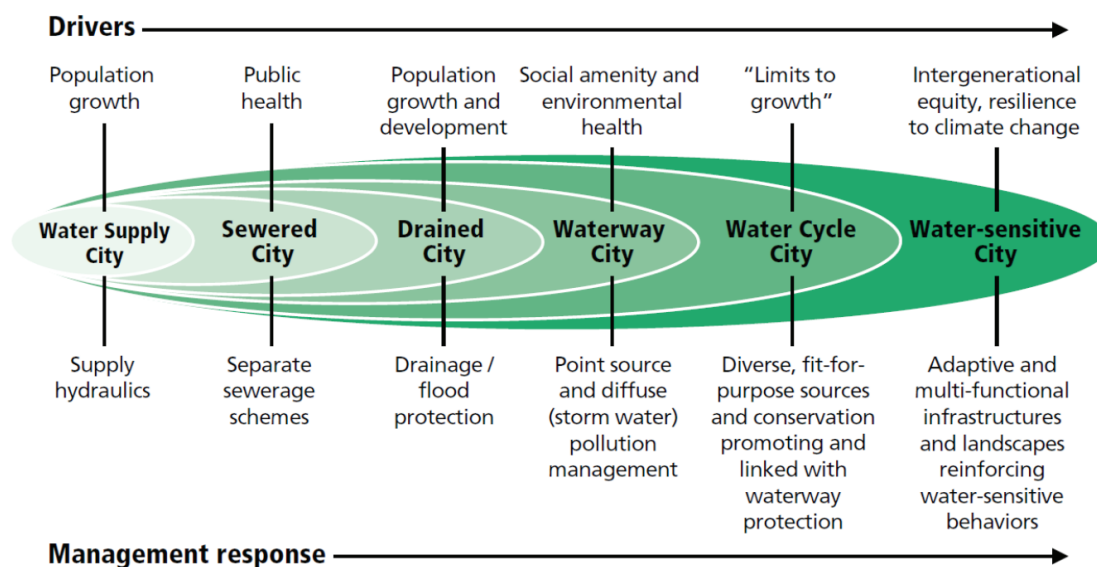 Drivers
Population
growth
Public
health
Population
growth and
development
Social amenity and
environmental
health
“Limits to
growth”
Intergenerational
equity, resilience
to climate change
Water Supply
City
Sewered
City
Drained
City
Waterway
City
Water Cycle
City
Water-sensitive
City
Supply
hydraulics
Separate
sewerage
schemes
Drainage /
flood
protection
Point source
and diffuse
(storm water)
pollution
management
Diverse, fit-for-
purpose sources
and conservation
promoting and
linked with
waterway
protection
Adaptive and
multi-functional
infrastructures
and landscapes
reinforcing
water-sensitive
behaviors
Management response